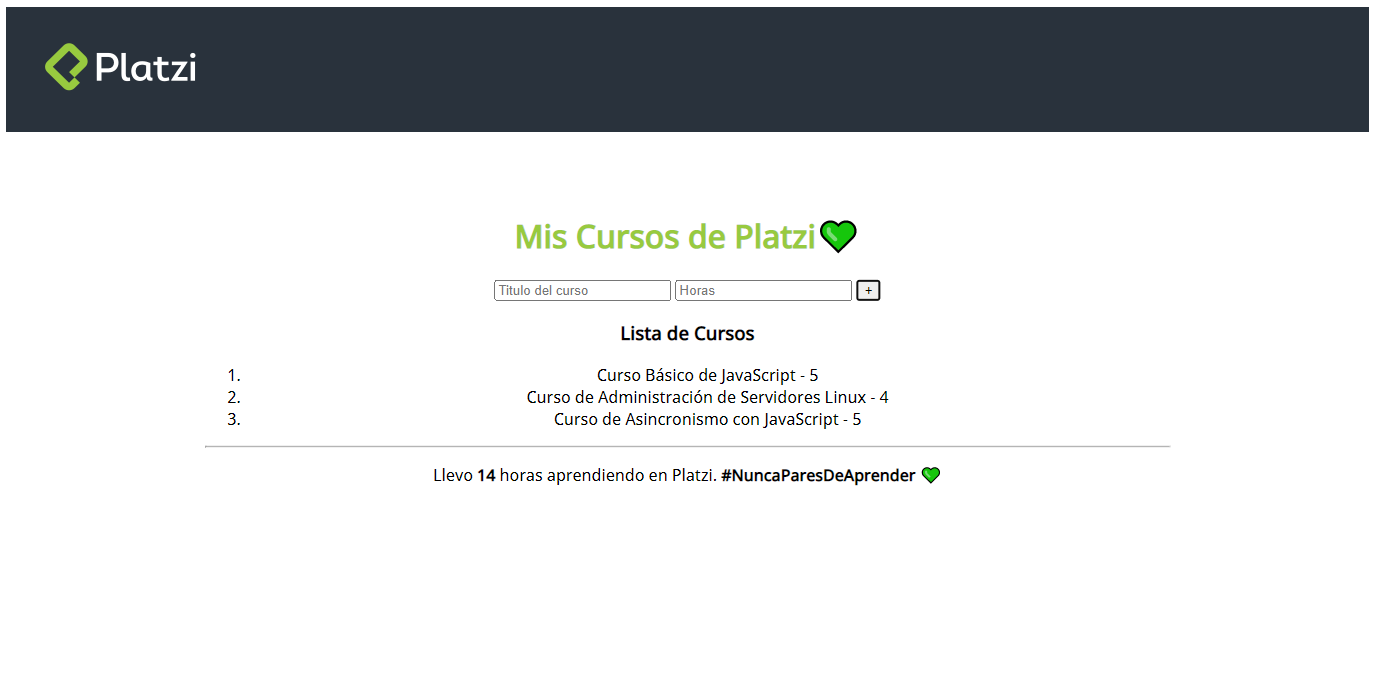 Platzi
Mis Cursos de Platzi💚
Titulo del curso Horas +
Lista de Cursos
1. Curso Básico de JavaScript - 5
2. Curso de Administración de Servidores Linux - 4
3. Curso de Asincronismo con JavaScript - 5
Llevo 14 horas aprendiendo en Platzi. #NuncaParesDeAprender 💚